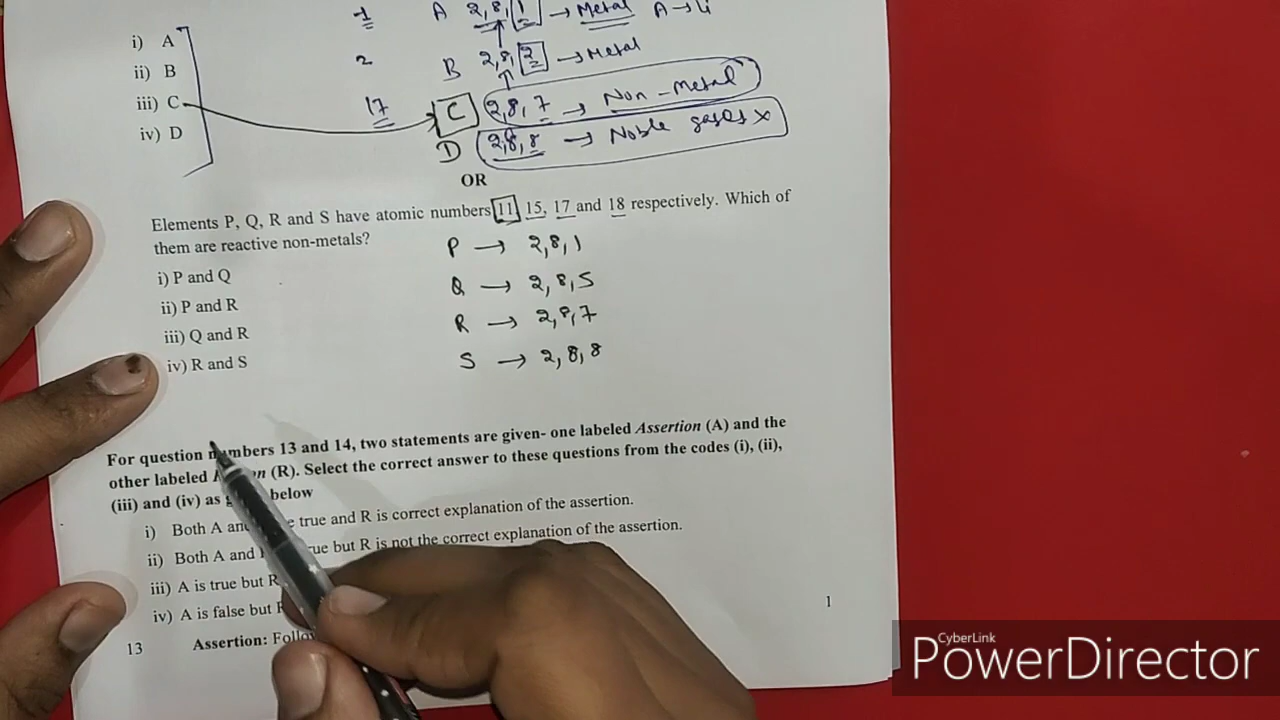 1 A 2,8,1 → Metal A → Li
i) A
2 B 2,8,2 → Metal
ii) B
17 C 2,8,7 → Non-Metal
iii) C
D 2,8,8 → Noble gases x
iv) D
OR
Elements P, Q, R and S have atomic numbers 11, 15, 17 and 18 respectively. Which of
them are reactive non-metals?
P → 2,8,1
i) P and Q
Q → 2,8,5
ii) P and R
R → 2,8,7
iii) Q and R
S → 2,8,8
iv) R and S
For question numbers 13 and 14, two statements are given- one labeled Assertion (A) and the
other labeled (R). Select the correct answer to these questions from the codes (i), (ii),
(iii) and (iv) as below
i) Both A and true and R is correct explanation of the assertion.
ii) Both A and true but R is not the correct explanation of the assertion.
iii) A is true but R
iv) A is false but R
1
13 Assertion:
CyberLink
PowerDirector